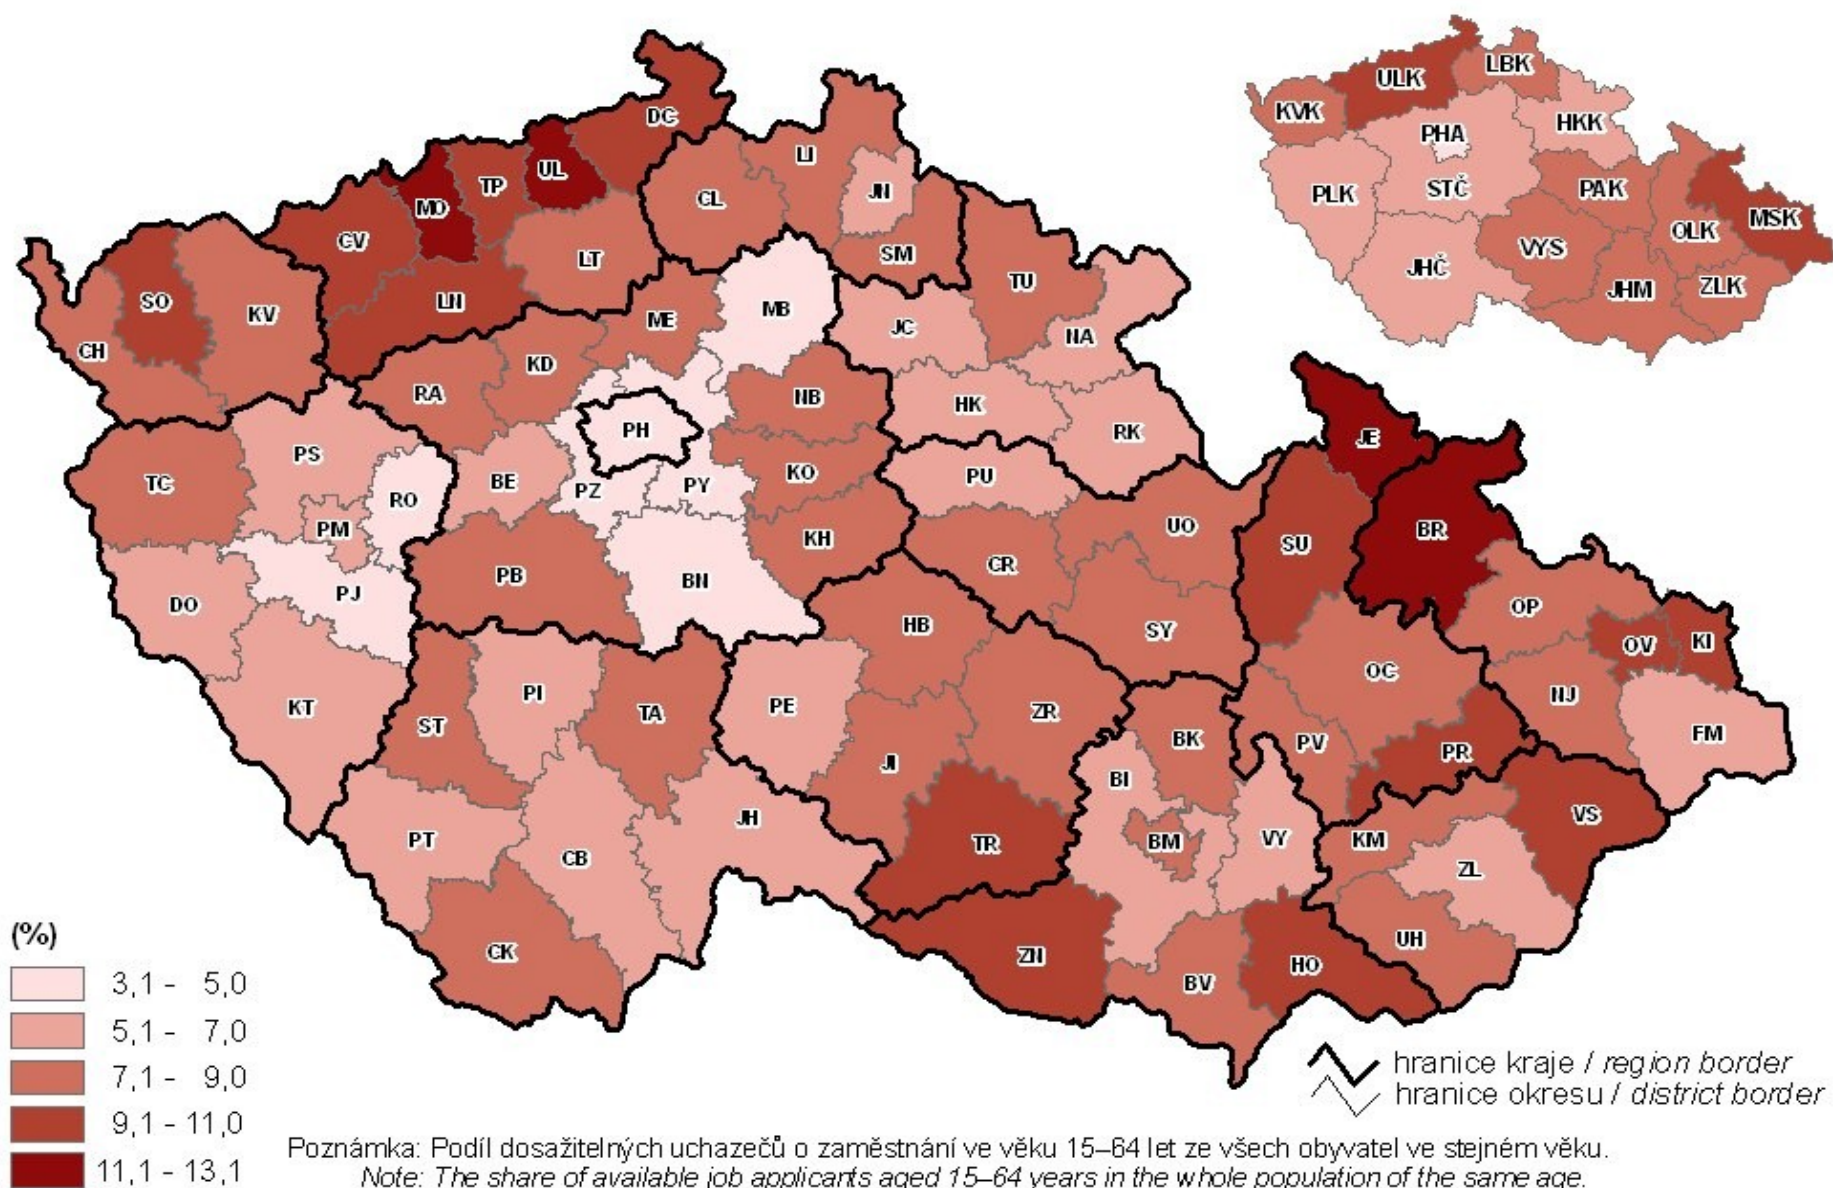 ULK
LBK
KVK
PHA
HKK
PLK
STČ
PAK
MSK
OLK
VYS
JHČ
ZLK
JHM
DC
UL
LI
TP
JN
MO
CL
CV
LT
SM
TU
SO
LN
MB
KV
ME
JC
NA
CH
KD
RA
NB
HK
PH
RK
JE
PS
TC
BE
KO
PU
PZ
PY
RO
PM
UO
BR
SU
KH
CR
PB
BN
PJ
DO
OP
HB
SY
OV
KI
OC
PI
NJ
KT
PE
ST
TA
ZR
BK
PV
FM
PR
JI
BI
VS
JH
PT
CB
TR
BM
VY
KM
ZL
UH
CK
ZN
HO
BV
(%)
3,1 - 5,0
5,1 - 7,0
7,1 - 9,0
9,1 - 11,0
11,1 - 13,1
hranice kraje / region border
hranice okresu / district border
Poznámka: Podíl dosažitelných uchazečů o zaměstnání ve věku 15–64 let ze všech obyvatel ve stejném věku.
Note: The share of available job applicants aged 15–64 years in the whole population of the same age.